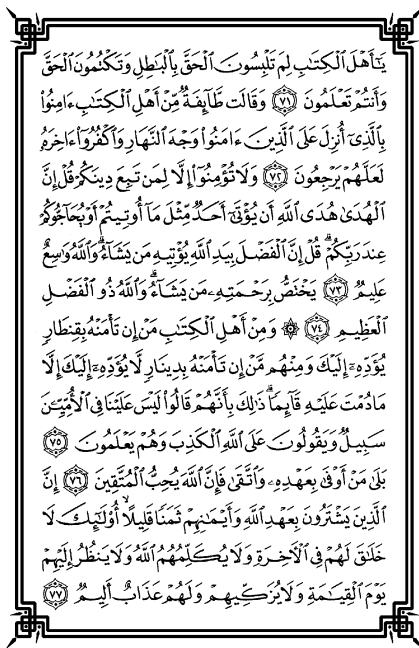 يَـٰٓأَهْلَ ٱلْكِتَـٰبِ لِمَ تَلْبِسُونَ ٱلْحَقَّ بِٱلْبَـٰطِلِ وَتَكْتُمُونَ ٱلْحَقَّ
وَأَنتُمْ تَعْلَمُونَ ﴿٧١﴾ وَقَالَت طَّآئِفَةٌ مِّنْ أَهْلِ ٱلْكِتَـٰبِ ءَامِنُوا۟
بِٱلَّذِىٓ أُنزِلَ عَلَى ٱلَّذِينَ ءَامَنُوا۟ وَجْهَ ٱلنَّهَارِ وَٱكْفُرُوٓا۟ ءَاخِرَهُۥ
لَعَلَّهُمْ يَرْجِعُونَ ﴿٧٢﴾ وَلَا تُؤْمِنُوٓا۟ إِلَّا لِمَن تَبِعَ دِينَكُمْ قُلْ إِنَّ
ٱلْهُدَىٰ هُدَى ٱللَّهِ أَن يُؤْتَىٰٓ أَحَدٌ مِّثْلَ مَآ أُوتِيتُمْ أَوْ يُحَآجُّوكُمْ
عِندَ رَبِّكُمْ ۗ قُلْ إِنَّ ٱلْفَضْلَ بِيَدِ ٱللَّهِ يُؤْتِيهِ مَن يَشَآءُ ۗ وَٱللَّهُ وَٰسِعٌ
عَلِيمٌ ﴿٧٣﴾ يَخْتَصُّ بِرَحْمَتِهِۦ مَن يَشَآءُ ۗ وَٱللَّهُ ذُو ٱلْفَضْلِ
ٱلْعَظِيمِ ﴿٧٤﴾ ۞ وَمِنْ أَهْلِ ٱلْكِتَـٰبِ مَنْ إِن تَأْمَنْهُ بِقِنطَارٍ
يُؤَدِّهِۦٓ إِلَيْكَ وَمِنْهُم مَّنْ إِن تَأْمَنْهُ بِدِينَارٍ لَّا يُؤَدِّهِۦٓ إِلَيْكَ إِلَّا
مَا دُمْتَ عَلَيْهِ قَآئِمًا ۗ ذَٰلِكَ بِأَنَّهُمْ قَالُوا۟ لَيْسَ عَلَيْنَا فِى ٱلْأُمِّيِّـۧنَ
سَبِيلٌ وَيَقُولُونَ عَلَى ٱللَّهِ ٱلْكَذِبَ وَهُمْ يَعْلَمُونَ ﴿٧٥﴾
بَلَىٰ مَنْ أَوْفَىٰ بِعَهْدِهِۦ وَٱتَّقَىٰ فَإِنَّ ٱللَّهَ يُحِبُّ ٱلْمُتَّقِينَ ﴿٧٦﴾ إِنَّ
ٱلَّذِينَ يَشْتَرُونَ بِعَهْدِ ٱللَّهِ وَأَيْمَـٰنِهِمْ ثَمَنًا قَلِيلًا أُو۟لَـٰٓئِكَ لَا
خَلَـٰقَ لَهُمْ فِى ٱلْـَٔاخِرَةِ وَلَا يُكَلِّمُهُمُ ٱللَّهُ وَلَا يَنظُرُ إِلَيْهِمْ
يَوْمَ ٱلْقِيَـٰمَةِ وَلَا يُزَكِّيهِمْ وَلَهُمْ عَذَابٌ أَلِيمٌ ﴿٧٧﴾